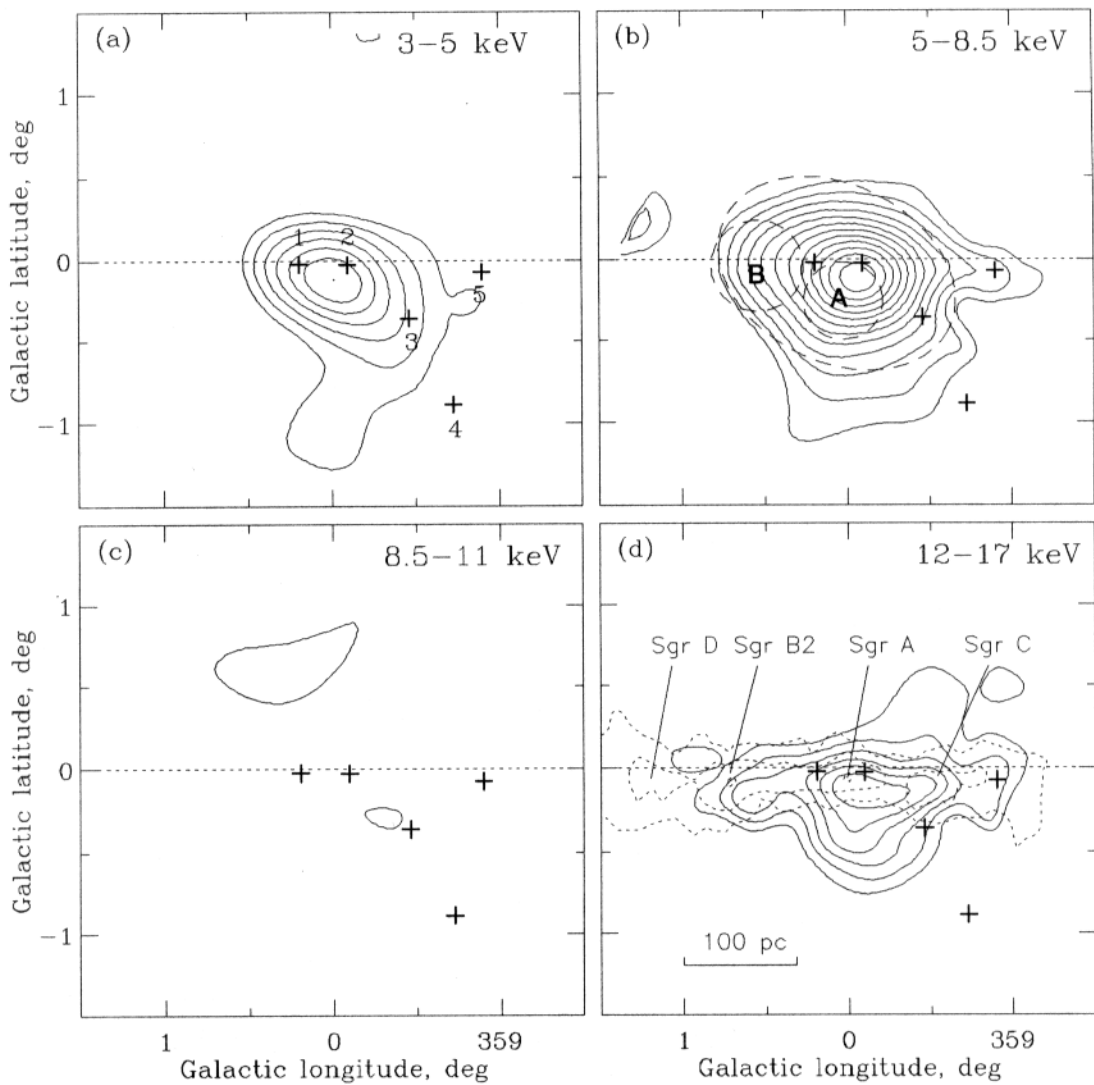 (a) 3−5 keV
(b) 5−8.5 keV
Galactic latitude, deg
1
0
−1
1 2
3
4
5
B
A
(c) 8.5−11 keV
(d) 12−17 keV
Galactic latitude, deg
1
0
−1
Sgr D Sgr B2 Sgr A Sgr C
100 pc
1 0 359
1 0 359
Galactic longitude, deg
Galactic longitude, deg